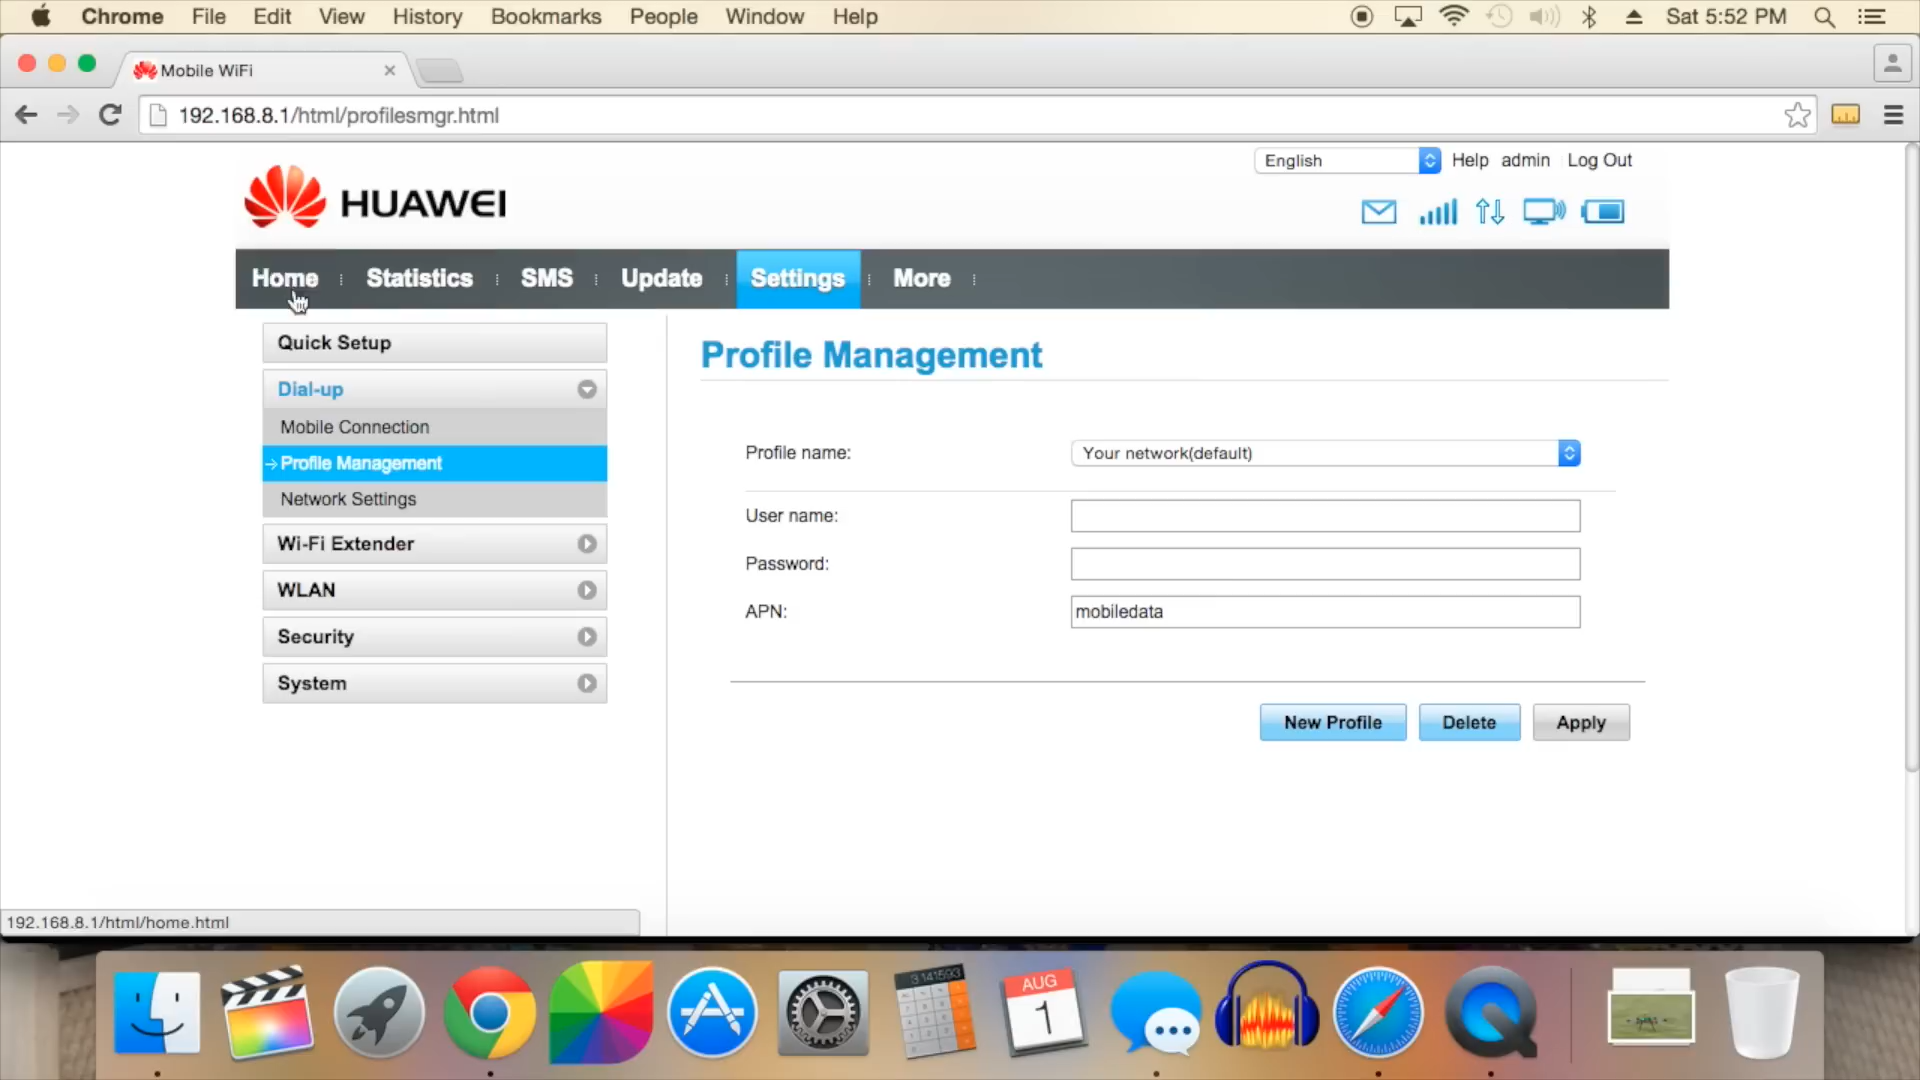 Chrome File Edit View History Bookmarks People Window Help Sat 5:52 PM
Mobile WiFi
192.168.8.1/html/profilesmgr.html
English Help admin Log Out
HUAWEI
Home Statistics SMS Update Settings More
Quick Setup
Dial-up
Mobile Connection
Profile Management
Network Settings
Wi-Fi Extender
WLAN
Security
System
Profile Management
Profile name: Your network(default)
User name:
Password:
APN: mobiledata
New Profile Delete Apply
192.168.8.1/html/home.html
3.141593
AUG
1